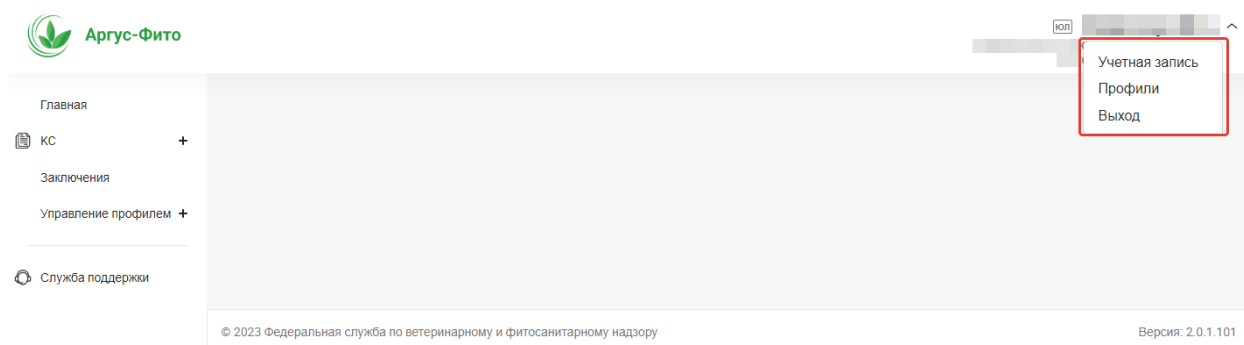 Аргус-Фито
ЮЛ
Учетная запись
Профили
Выход
Главная
КС +
Заключения
Управление профилем +
Служба поддержки
© 2023 Федеральная служба по ветеринарному и фитосанитарному надзору
Версия: 2.0.1.101